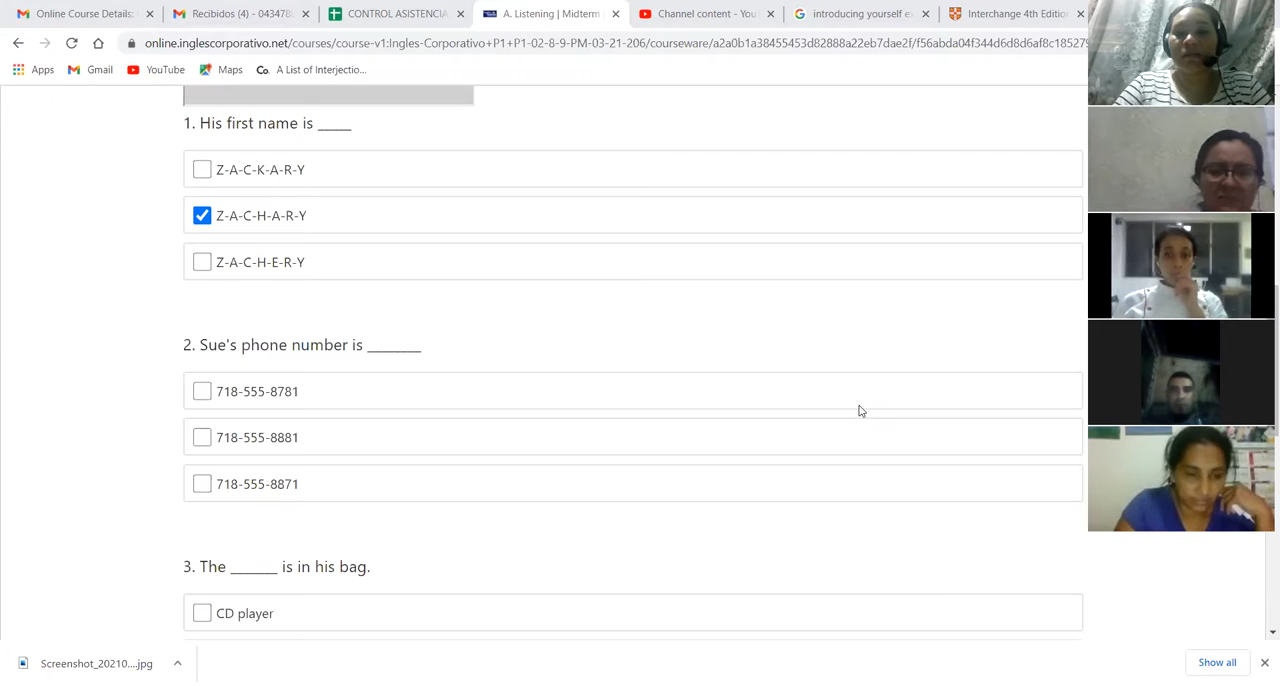 Online Course Details:
Recibidos (4) - 04347
CONTROL ASISTENCIA
A. Listening | Midterm
Channel content - You
introducing yourself e
Interchange 4th Edition
online.inglescorporativo.net/courses/course-v1:Ingles-Corporativo+P1+P1-02-8-9-PM-03-21-206/courseware/a2a0b1a38455453d82888a22eb7dae2f/f56abda04f344d6d8d6af8c18527
Apps
Gmail
YouTube
Maps
Co. A List of Interjectio...
1. His first name is _____
Z-A-C-K-A-R-Y
Z-A-C-H-A-R-Y
Z-A-C-H-E-R-Y
2. Sue's phone number is ________
718-555-8781
718-555-8881
718-555-8871
3. The _______ is in his bag.
CD player
Screenshot_20210....jpg
Show all